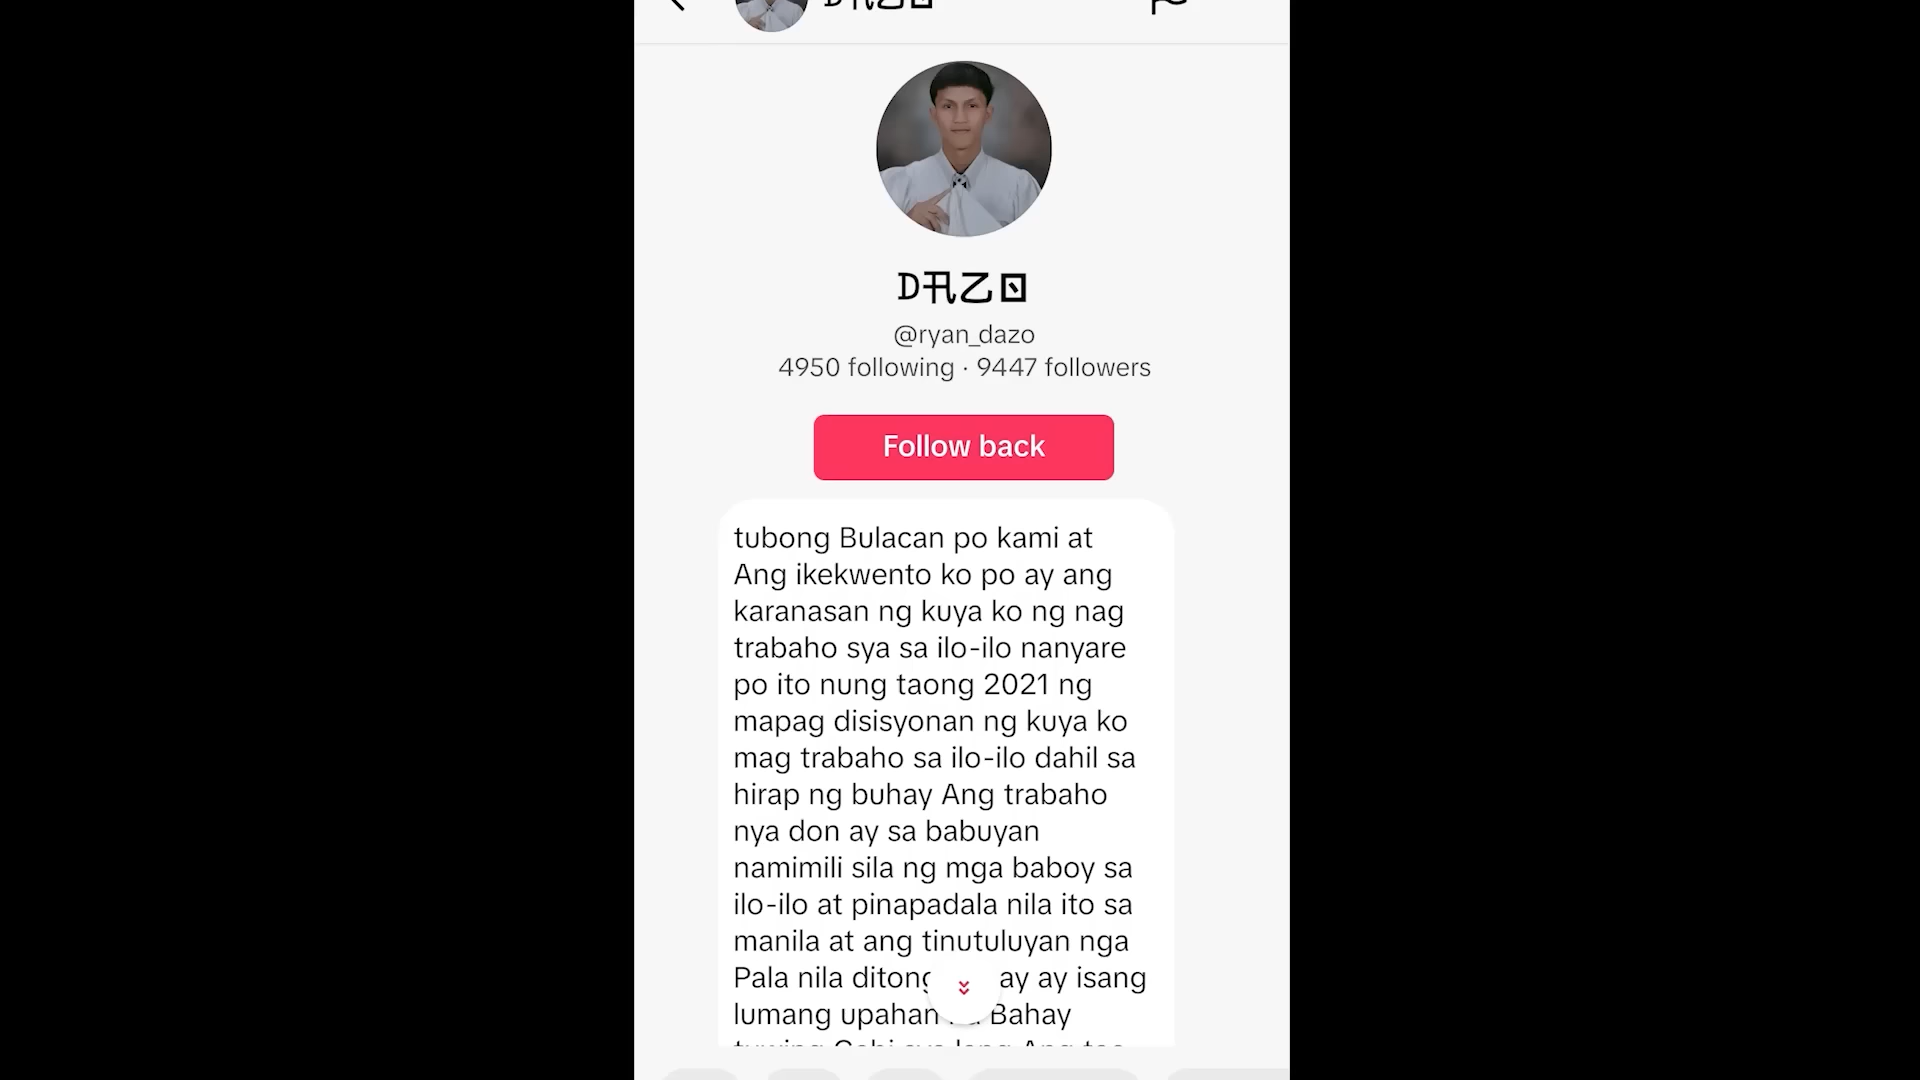 D卂乙ㄖ
@ryan_dazo
4950 following · 9447 followers
Follow back
tubong Bulacan po kami at
Ang ikekwento ko po ay ang
karanasan ng kuya ko ng nag
trabaho sya sa ilo-ilo nanyare
po ito nung taong 2021 ng
mapag disisyonan ng kuya ko
mag trabaho sa ilo-ilo dahil sa
hirap ng buhay Ang trabaho
nya don ay sa babuyan
namimili sila ng mga baboy sa
ilo-ilo at pinapadala nila ito sa
manila at ang tinutuluyan nga
Pala nila ay isang
lumang upahan Bahay